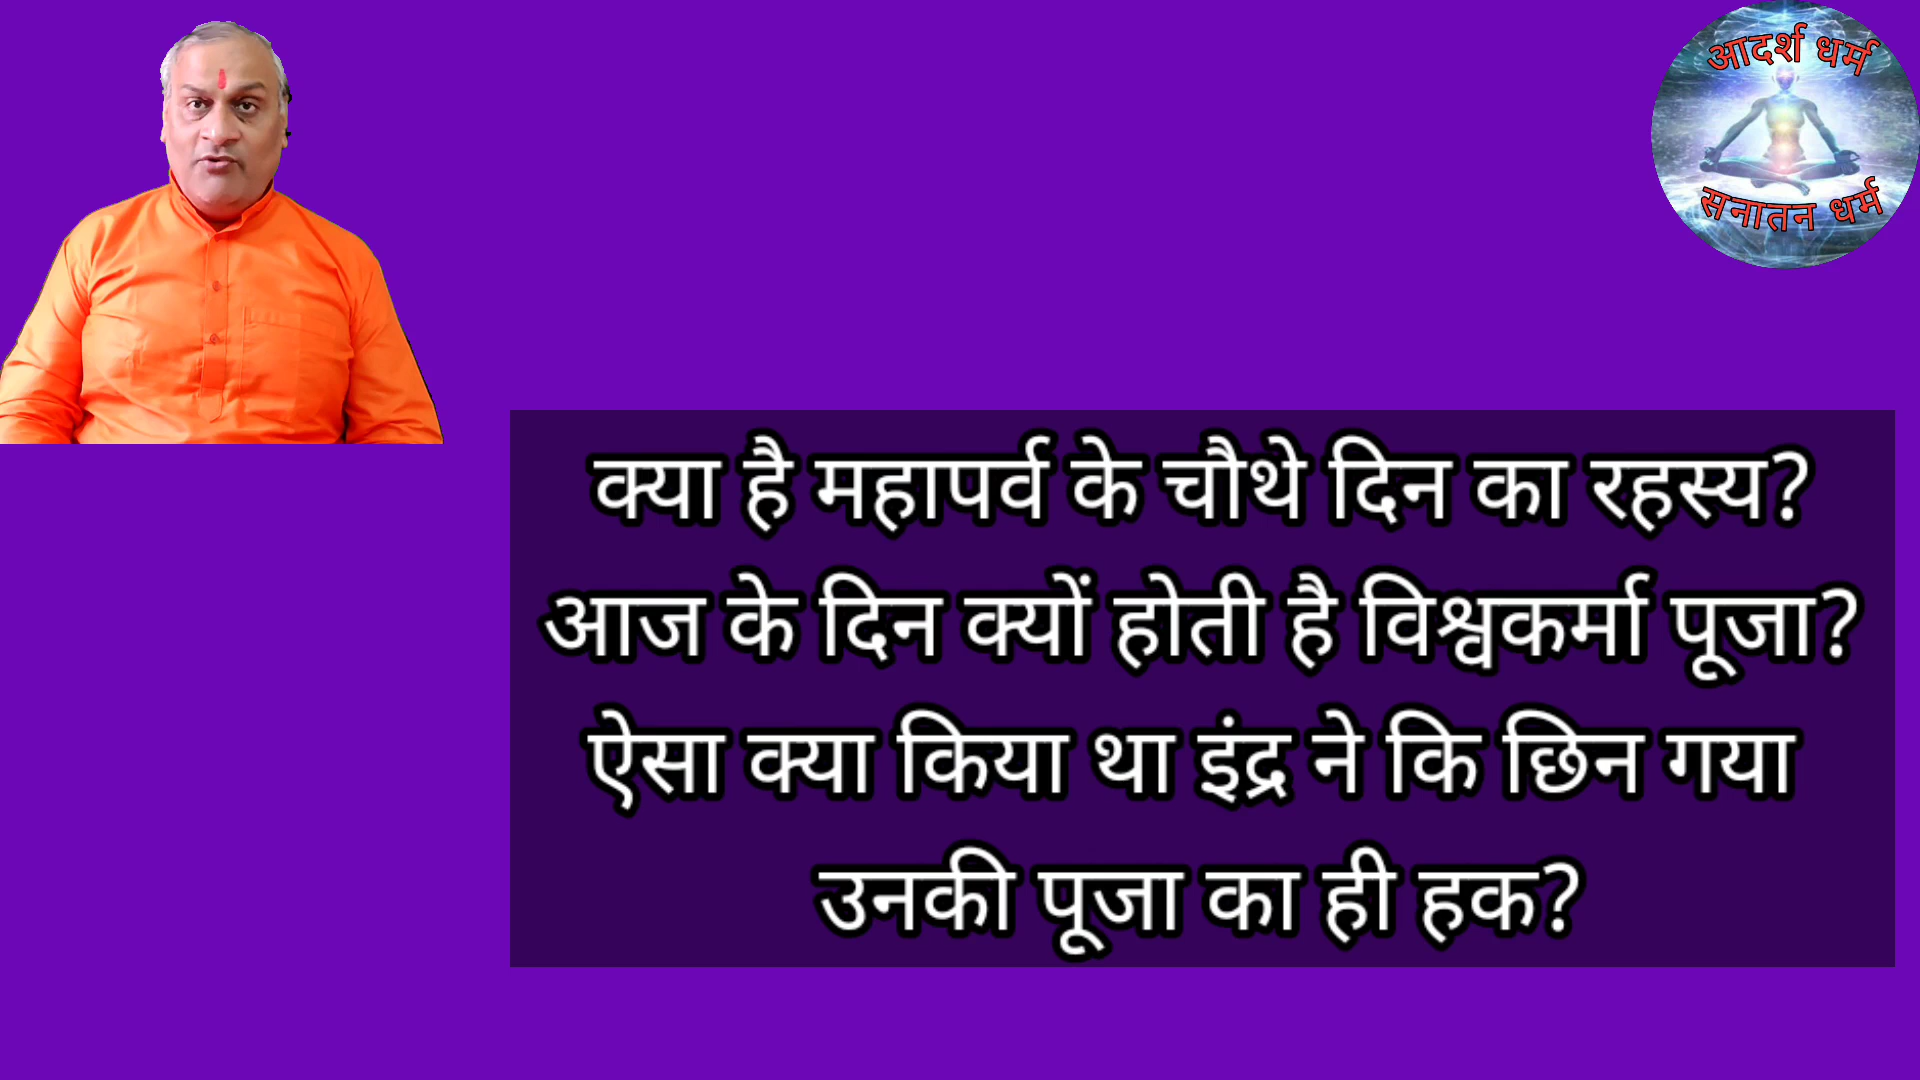 आदर्श धर्म
सनातन धर्म
क्या है महापर्व के चौथे दिन का रहस्य?
आज के दिन क्यों होती है विश्वकर्मा पूजा?
ऐसा क्या किया था इंद्र ने कि छिन गया
उनकी पूजा का ही हक?